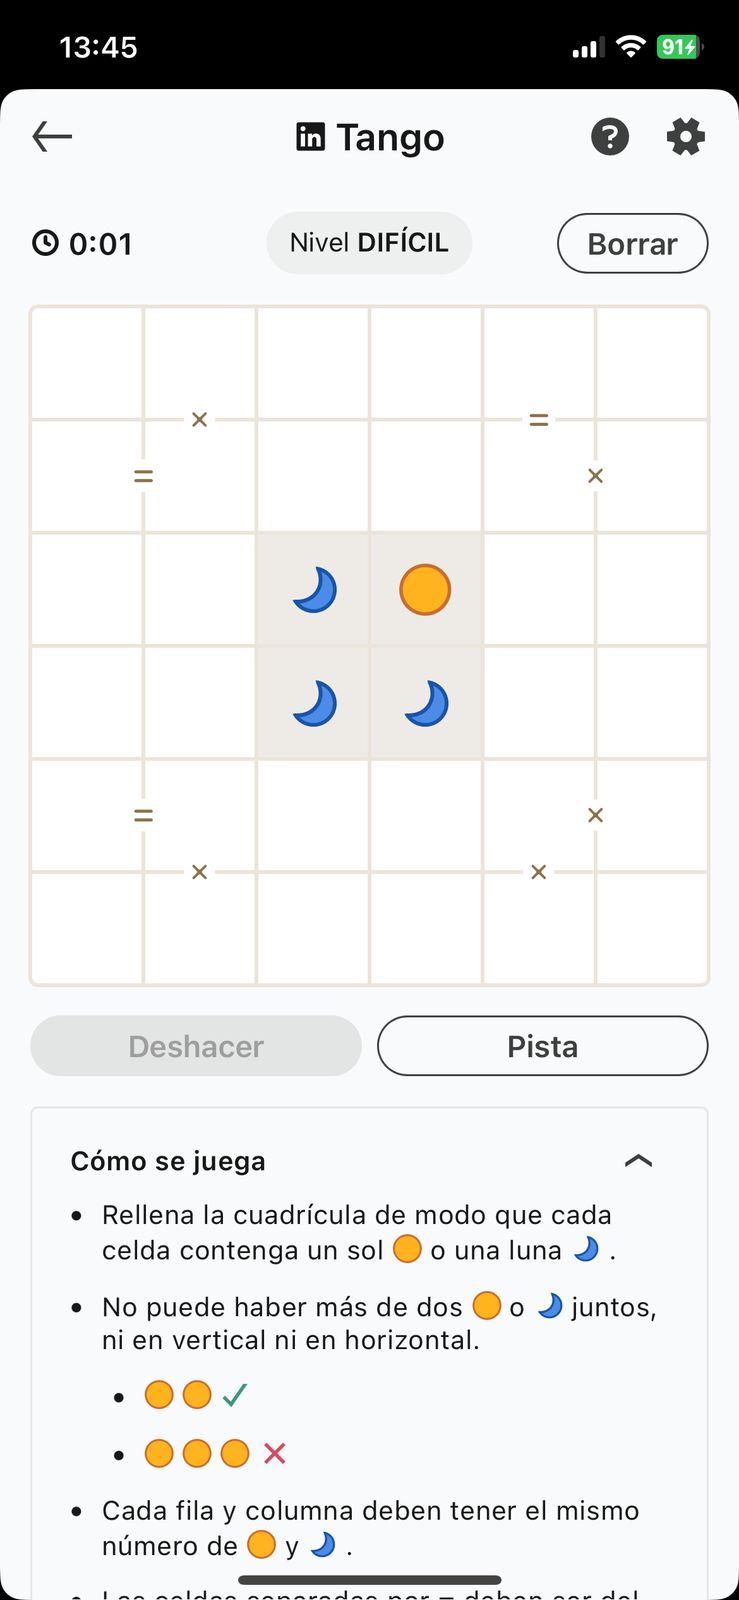 13:45
91
in Tango
0:01
Nivel DIFÍCIL
Borrar
× =
= ×
= ×
× ×
Deshacer
Pista
Cómo se juega
• Rellena la cuadrícula de modo que cada
celda contenga un sol o una luna .
• No puede haber más de dos o juntos,
ni en vertical ni en horizontal.
• Cada fila y columna deben tener el mismo
número de y .